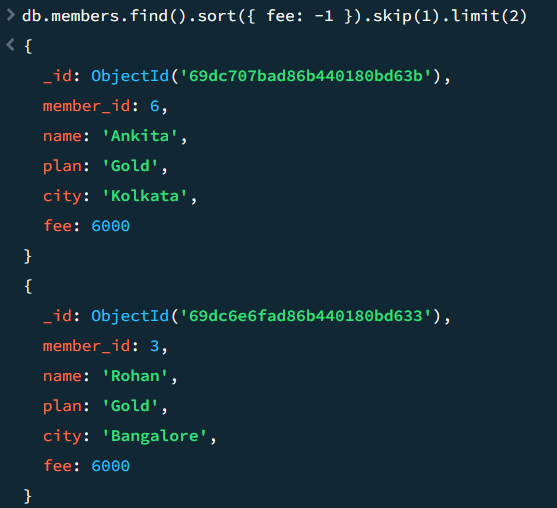 > db.members.find().sort({ fee: -1 }).skip(1).limit(2)
< {
_id: ObjectId('69dc707bad86b440180bd63b'),
member_id: 6,
name: 'Ankita',
plan: 'Gold',
city: 'Kolkata',
fee: 6000
}
{
_id: ObjectId('69dc6e6fad86b440180bd633'),
member_id: 3,
name: 'Rohan',
plan: 'Gold',
city: 'Bangalore',
fee: 6000
}